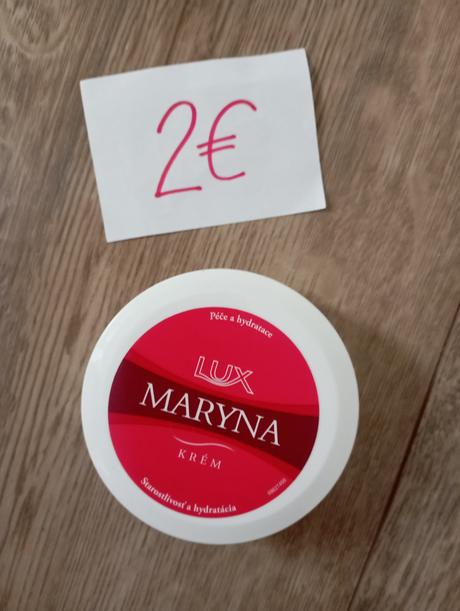 2€
Péče a hydratace
LUX
MARYNA
KRÉM
Starostlivosť a hydratácia